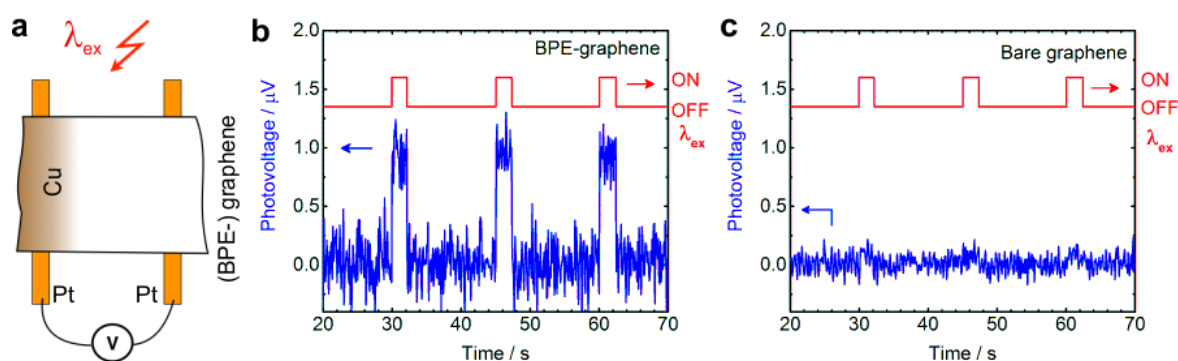 a
λex
Cu
(BPE-) graphene
Pt
Pt
V
b
BPE-graphene
2.0
1.5
1.0
0.5
0.0
Photovoltage / µV
ON
OFF
λex
20 30 40 50 60 70
Time / s
c
Bare graphene
2.0
1.5
1.0
0.5
0.0
Photovoltage / µV
ON
OFF
λex
20 30 40 50 60 70
Time / s